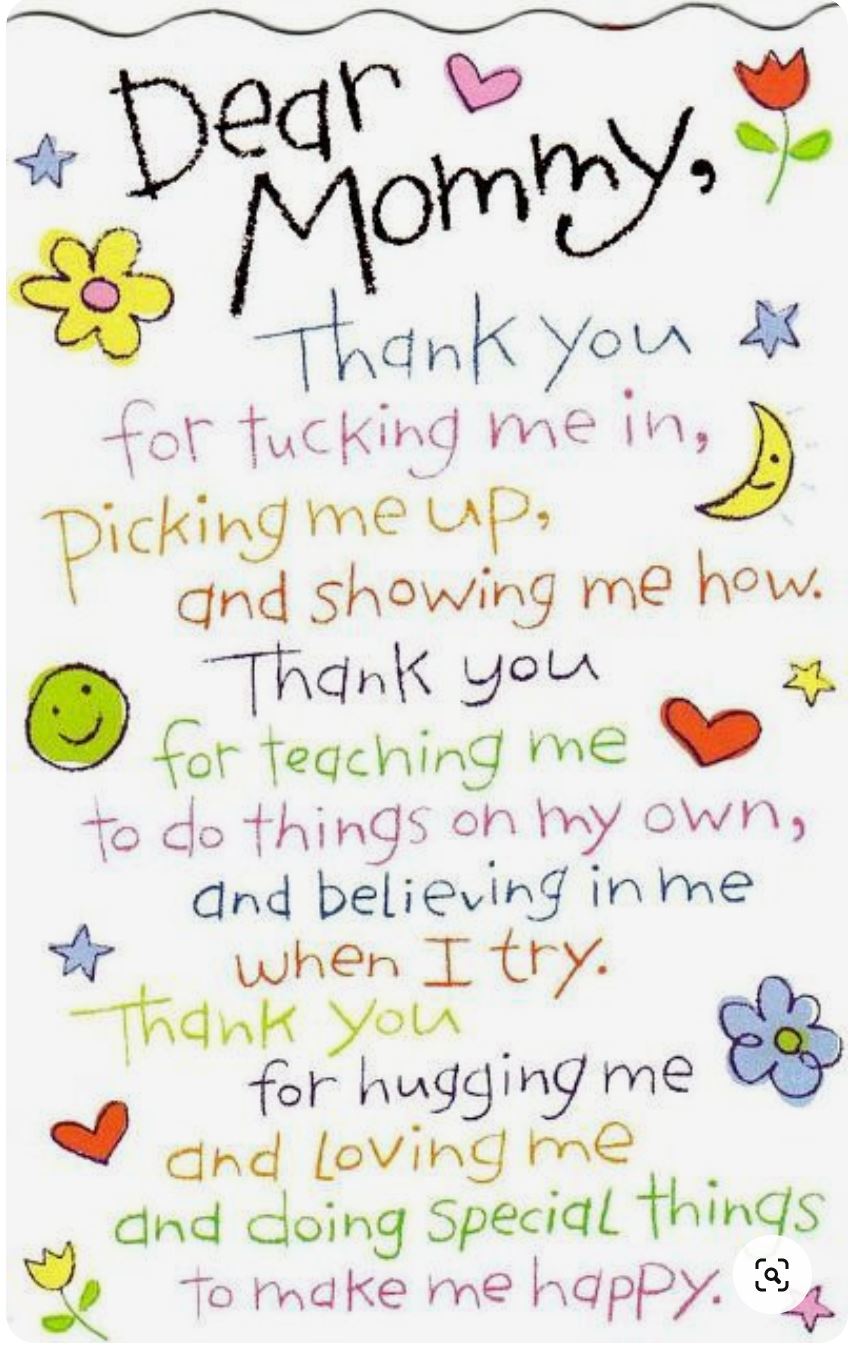 Dear
Mommy,
Thank you
for tucking me in,
picking me up,
and showing me how.
Thank you
for teaching me
to do things on my own,
and believing in me
when I try.
Thank you
for hugging me
and loving me
and doing special things
to make me happy.